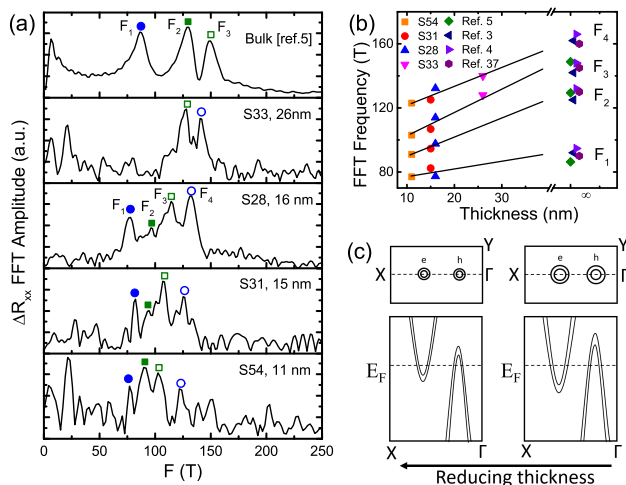 (a)
F1 F2 F3
Bulk [ref.5]
S33, 26nm
S28, 16 nm
F1 F2 F3 F4
S31, 15 nm
S54, 11 nm
ΔRxx FFT Amplitude (a.u.)
0 50 100 150 200 250
F (T)
(b)
S54 Ref. 5
S31 Ref. 3
S28 Ref. 4
S33 Ref. 37
F4
F3
F2
F1
160
120
80
FFT Frequency (T)
10 20 30 ∞
Thickness (nm)
(c)
Y
X e h Γ
Y
X e h Γ
EF
EF
X Γ
X Γ
Reducing thickness